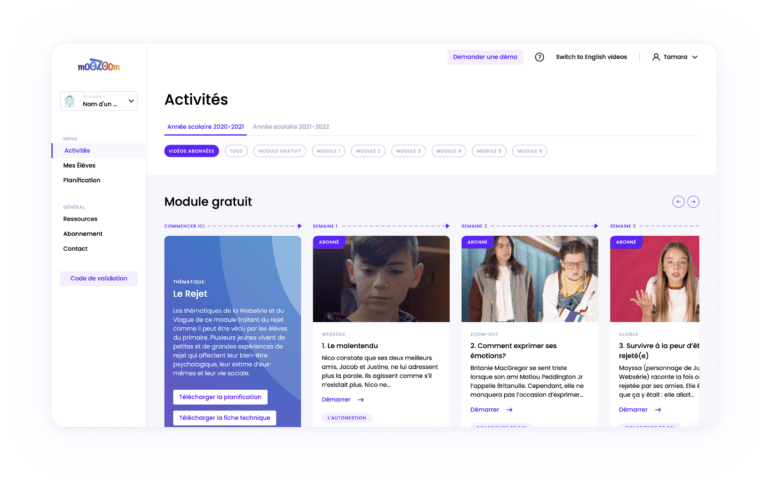 Demander une démo
?
Switch to English videos
Tamara
mooZoom
Nom d'un ...
Activités
Année scolaire 2020-2021
Année scolaire 2021-2022
VIDÉOS ABONNÉES
TOUS
MODULE GRATUIT
MODULE 1
MODULE 2
MODULE 3
MODULE 4
MODULE 5
MODULE 6
MENU
Activités
Mes Élèves
Planification
GÉNÉRAL
Ressources
Abonnement
Contact
Code de validation
Module gratuit
COMMENCER ICI
SEMAINE 1
SEMAINE 2
SEMAINE 3
THÉMATIQUE:
Le Rejet
Les thématiques de la Websérie et du
Vlogue de ce module traitent du rejet
comme il peut être vécu par les élèves
du primaire. Plusieurs jeunes vivent de
petites et de grandes expériences de
rejet qui affectent leur bien-être
psychologique, leur estime d'eux-
mêmes et leur vie sociale.
Télécharger la planification
Télécharger la fiche technique
ABONNÉ
WEBSÉRIE
1. Le malentendu
Nico constate que ses deux meilleurs
amis, Jacob et Justine, ne lui adressent
plus la parole. Ils agissent comme s'il
n'existait plus. Nico ne...
Démarrer
L'AUTOGESTION
ABONNÉ
ZOOM-OUT
2. Comment exprimer ses
émotions?
Britanie MacGregor se sent triste
lorsque son ami Matiou Peddington Jr
l'appelle Britanulle. Cependant, elle ne
manquera pas l'occasion d'exprimer...
Démarrer
ABONNÉ
VLOGUE
3. Survivre à la peur d'êt
rejeté(e)
Mayssa (personnage de Ju
Websérie) raconte la fois o
rejetée par ses amies. Elle é
que ça y était : elle allait...
Démarrer